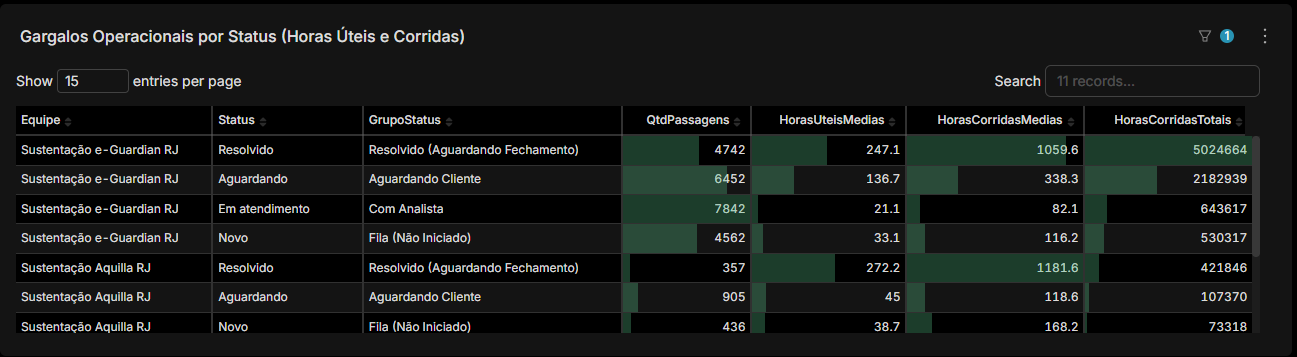 Gargalos Operacionais por Status (Horas Úteis e Corridas) 1
Show 15 entries per page Search 11 records...
Equipe Status GrupoStatus QtdPassagens HorasUteisMedias HorasCorridasMedias HorasCorridasTotais
Sustentação e-Guardian RJ Resolvido Resolvido (Aguardando Fechamento) 4742 247.1 1059.6 5024664
Sustentação e-Guardian RJ Aguardando Aguardando Cliente 6452 136.7 338.3 2182939
Sustentação e-Guardian RJ Em atendimento Com Analista 7842 21.1 82.1 643617
Sustentação e-Guardian RJ Novo Fila (Não Iniciado) 4562 33.1 116.2 530317
Sustentação Aquilla RJ Resolvido Resolvido (Aguardando Fechamento) 357 272.2 1181.6 421846
Sustentação Aquilla RJ Aguardando Aguardando Cliente 905 45 118.6 107370
Sustentação Aquilla RJ Novo Fila (Não Iniciado) 436 38.7 168.2 73318